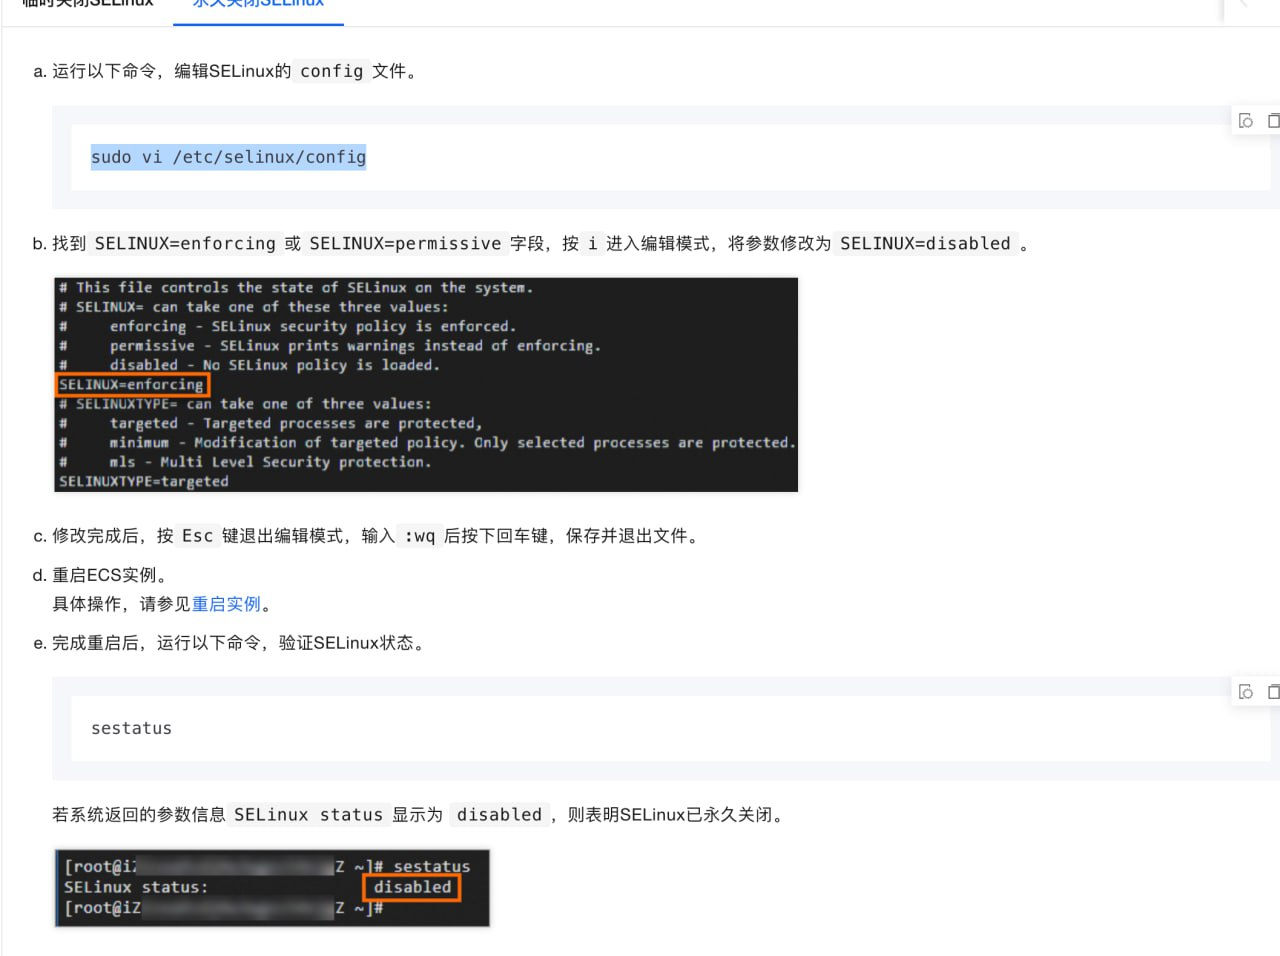 临时关闭SELinux 永久关闭SELinux
a. 运行以下命令，编辑SELinux的 config 文件。
sudo vi /etc/selinux/config
b. 找到 SELINUX=enforcing 或 SELINUX=permissive 字段，按 i 进入编辑模式，将参数修改为 SELINUX=disabled 。
# This file controls the state of SELinux on the system.
# SELINUX= can take one of these three values:
#     enforcing - SELinux security policy is enforced.
#     permissive - SELinux prints warnings instead of enforcing.
#     disabled - No SELinux policy is loaded.
SELINUX=enforcing
# SELINUXTYPE= can take one of three values:
#     targeted - Targeted processes are protected,
#     minimum - Modification of targeted policy. Only selected processes are protected.
#     mls - Multi Level Security protection.
SELINUXTYPE=targeted
c. 修改完成后，按 Esc 键退出编辑模式，输入 :wq 后按下回车键，保存并退出文件。
d. 重启ECS实例。
具体操作，请参见重启实例。
e. 完成重启后，运行以下命令，验证SELinux状态。
sestatus
若系统返回的参数信息 SELinux status 显示为 disabled ，则表明SELinux已永久关闭。
[root@iZ Z ~]# sestatus
SELinux status: disabled
[root@iZ Z ~]#